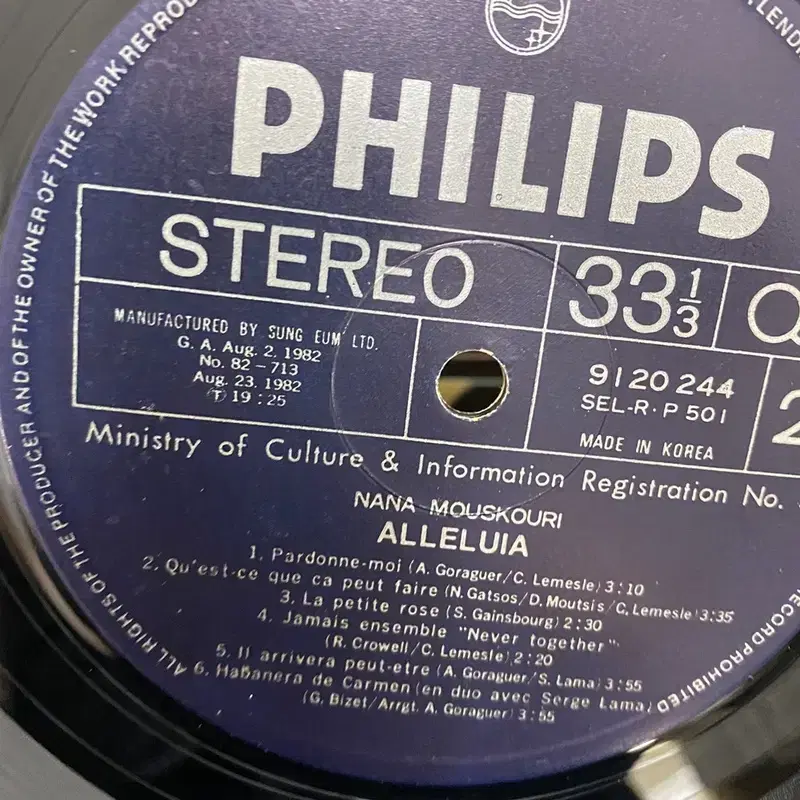 ALL RIGHTS OF THE PRODUCER AND OF THE OWNER OF THE WORK REPROD
LEND
RECORD PROHIBITED
PHILIPS
STEREO
33 1/3
MANUFACTURED BY SUNG EUM LTD.
G. A. Aug. 2, 1982
No. 82-713
Aug. 23, 1982
Ⓣ 19:25
9120 244
SEL-R·P 501
MADE IN KOREA
2
Ministry of Culture & Information Registration No.
NANA MOUSKOURI
ALLELUIA
1. Pardonne-moi (A. Goraguer/C. Lemesle) 3:10
2. Qu'est-ce que ca peut faire (N. Gatsos/D. Moutsis/C. Lemesle) 3:35
3. La petite rose (S. Gainsbourg) 2:30
4. Jamais ensemble "Never together"
(R. Crowell/C. Lemesle) 2:20
5. Il arrivera peut-etre (A. Goraguer/S. Lama) 3:55
6. Habanera de Carmen (en duo avec Serge Lama)
(G. Bizet/Arrgt. A. Goraguer) 3:55